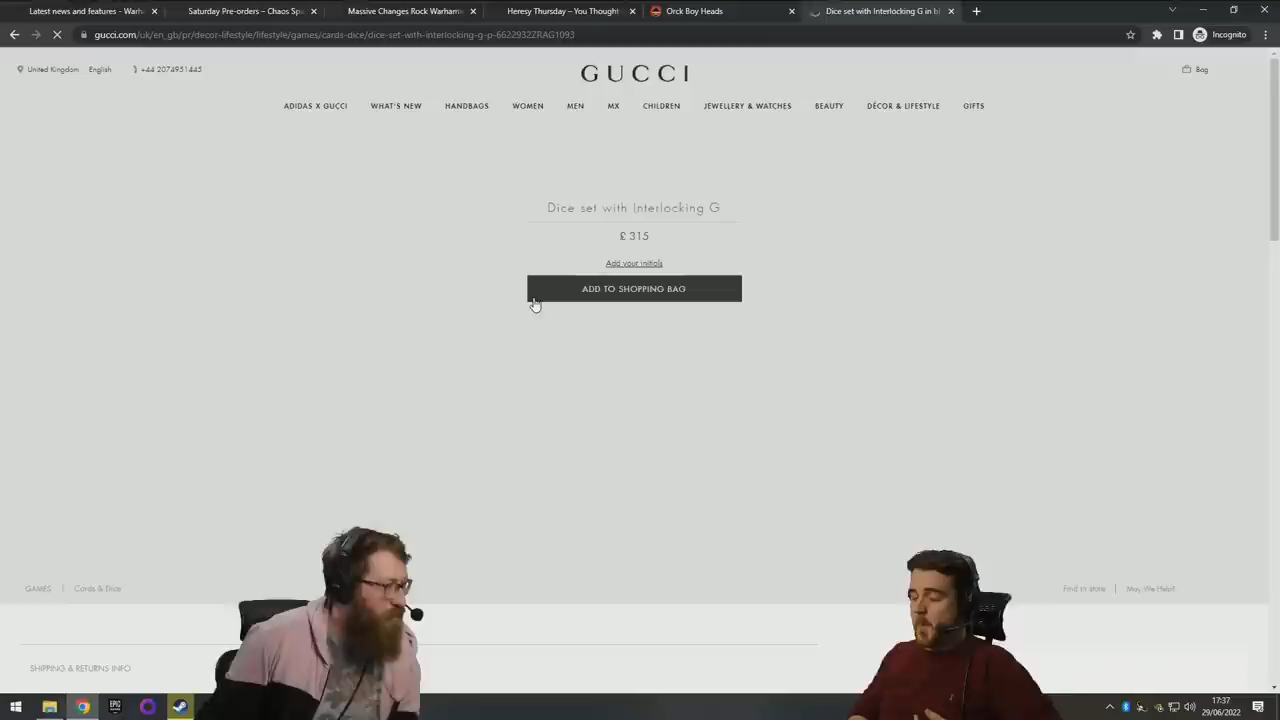 Latest news and features – Warh
Saturday Pre-orders – Chaos Sp
Massive Changes Rock Warham
Heresy Thursday – You Thought
Orck Boy Heads
Dice set with Interlocking G in bl
gucci.com/uk/en_gb/pr/decor-lifestyle/lifestyle/games/cards-dice/dice-set-with-interlocking-g-p-6622932ZRAG1093
Incognito
United Kingdom English +44 2074951445
GUCCI
Bag
ADIDAS X GUCCI WHAT'S NEW HANDBAGS WOMEN MEN MX CHILDREN JEWELLERY & WATCHES BEAUTY DÉCOR & LIFESTYLE GIFTS
Dice set with Interlocking G
£ 315
Add your initials
ADD TO SHOPPING BAG
GAMES | Cards & Dice
Find in store | May We Help?
SHIPPING & RETURNS INFO
EPIC
17:37
29/06/2022